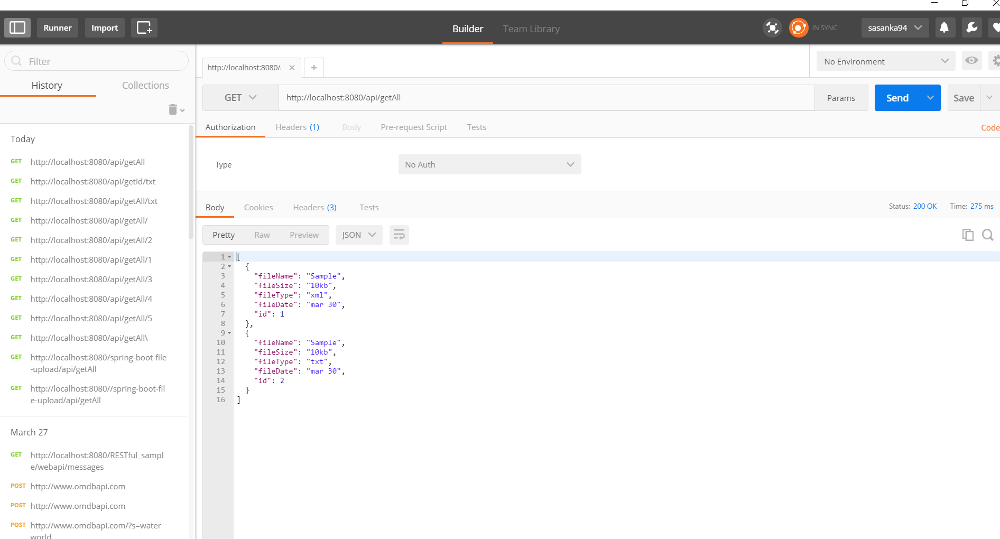 Runner
Import
Builder
Team Library
IN SYNC
sasanka94
Filter
History
Collections
Today
GET http://localhost:8080/api/getAll
GET http://localhost:8080/api/getId/txt
GET http://localhost:8080/api/getAll/txt
GET http://localhost:8080/api/getAll/
GET http://localhost:8080/api/getAll/2
GET http://localhost:8080/api/getAll/1
GET http://localhost:8080/api/getAll/3
GET http://localhost:8080/api/getAll/4
GET http://localhost:8080/api/getAll/5
GET http://localhost:8080/api/getAll\
GET http://localhost:8080/spring-boot-file
-upload/api/getAll
GET http://localhost:8080//spring-boot-fil
e-upload/api/getAll
March 27
GET http://localhost:8080/RESTful_sampl
e/webapi/messages
POST http://www.omdbapi.com
POST http://www.omdbapi.com
POST http://www.omdbapi.com/?s=water
world
http://localhost:8080/
No Environment
GET
http://localhost:8080/api/getAll
Params
Send
Save
Authorization
Headers (1)
Body
Pre-request Script
Tests
Code
Type
No Auth
Body
Cookies
Headers (3)
Tests
Status: 200 OK
Time: 275 ms
Pretty
Raw
Preview
JSON
1 [
2 {
3 "fileName": "Sample",
4 "fileSize": "10kb",
5 "fileType": "xml",
6 "fileDate": "mar 30",
7 "id": 1
8 },
9 {
10 "fileName": "Sample",
11 "fileSize": "10kb",
12 "fileType": "txt",
13 "fileDate": "mar 30",
14 "id": 2
15 }
16 ]